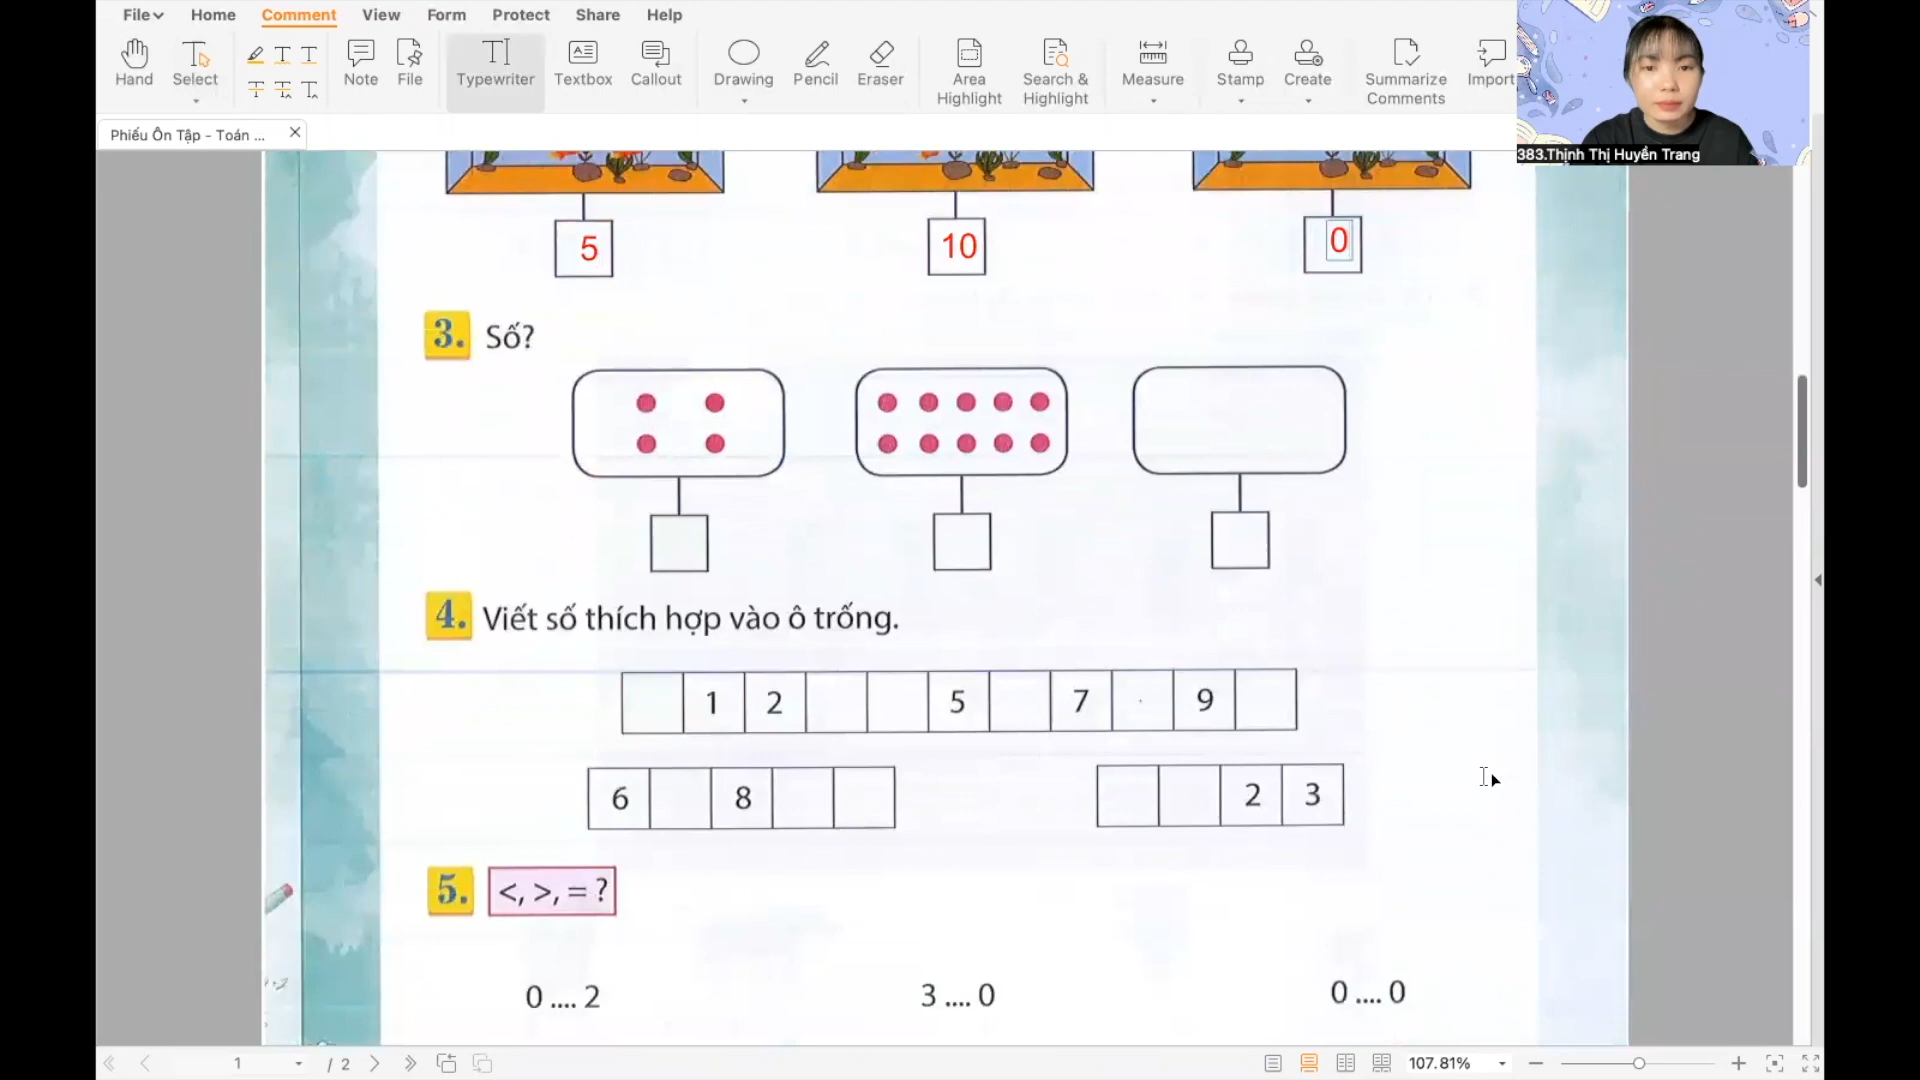 File Home Comment View Form Protect Share Help
Hand Select Note File Typewriter Textbox Callout Drawing Pencil Eraser Area Highlight Search & Highlight Measure Stamp Create Summarize Comments Import
383.Thịnh Thị Huyền Trang
Phiếu Ôn Tập - Toán ...
5 10 0
3. Số?
4. Viết số thích hợp vào ô trống.
1 2 5 7 9
6 8 2 3
5. <, >, = ?
0 .... 2 3 .... 0 0 .... 0
1 / 2 107.81%